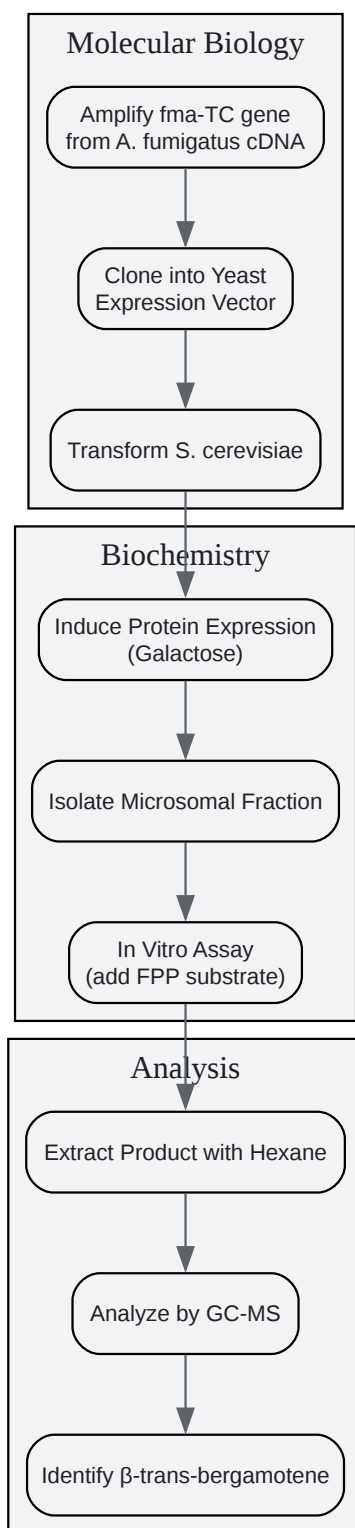 Molecular Biology
Amplify fma-TC gene
from A. fumigatus cDNA
Clone into Yeast
Expression Vector
Transform S. cerevisiae
Biochemistry
Induce Protein Expression
(Galactose)
Isolate Microsomal Fraction
In Vitro Assay
(add FPP substrate)
Analysis
Extract Product with Hexane
Analyze by GC-MS
Identify β-trans-bergamotene